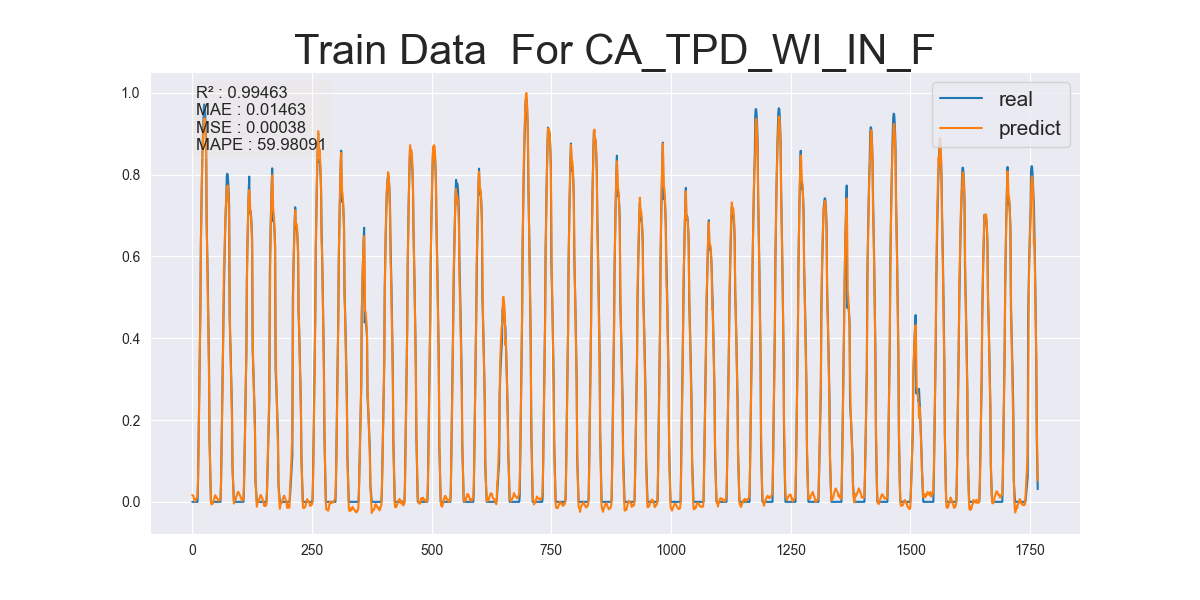 Train Data  For CA_TPD_WI_IN_F
R² : 0.99463
MAE : 0.01463
MSE : 0.00038
MAPE : 59.98091
real
predict
1.0
0.8
0.6
0.4
0.2
0.0
0 250 500 750 1000 1250 1500 1750